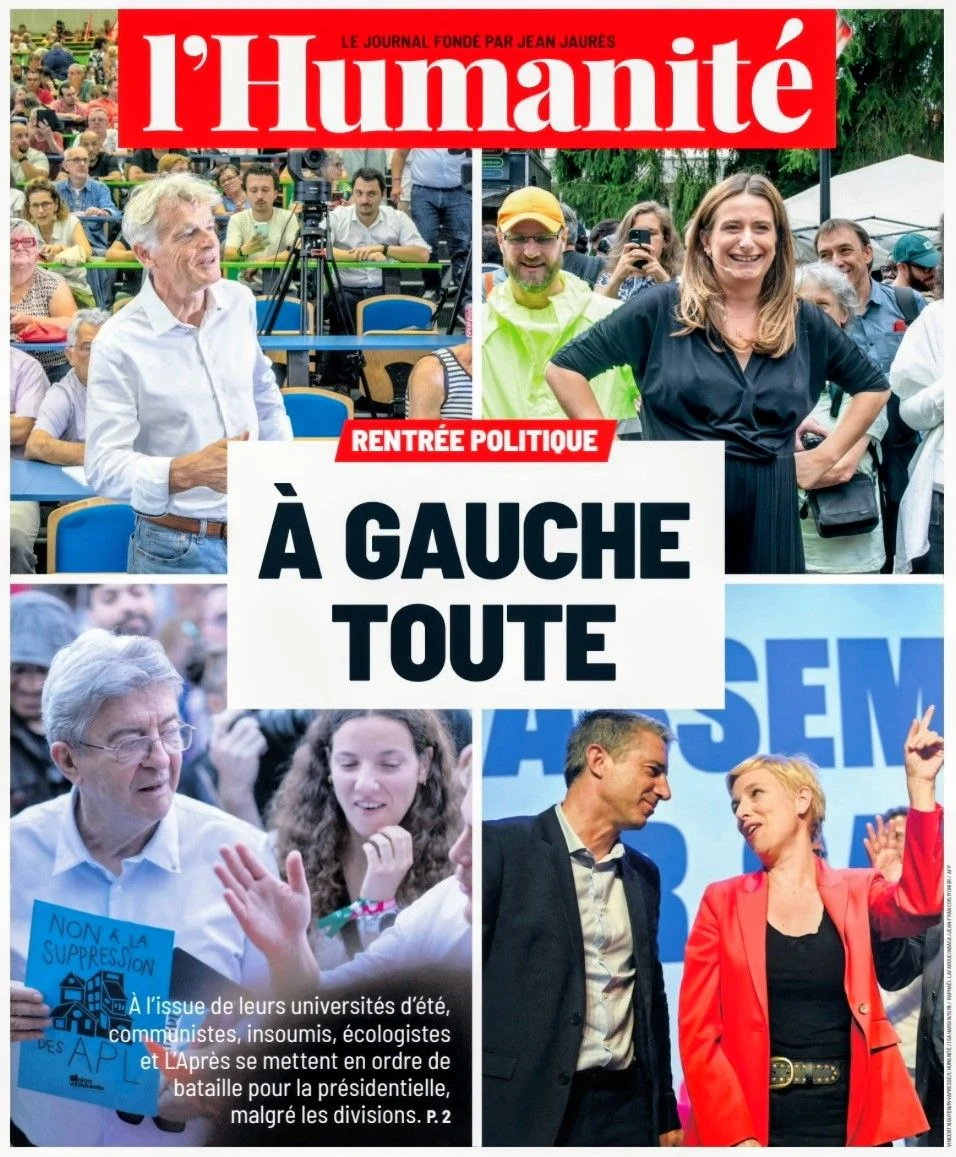 LE JOURNAL FONDÉ PAR JEAN JAURÈS
l'Humanité
RENTRÉE POLITIQUE
À GAUCHE
TOUTE
ASSEM
R LA
NON À LA
SUPPRESSION
DES APL
À l'issue de leurs universités d'été,
communistes, insoumis, écologistes
et L'Après se mettent en ordre de
bataille pour la présidentielle,
malgré les divisions. P. 2